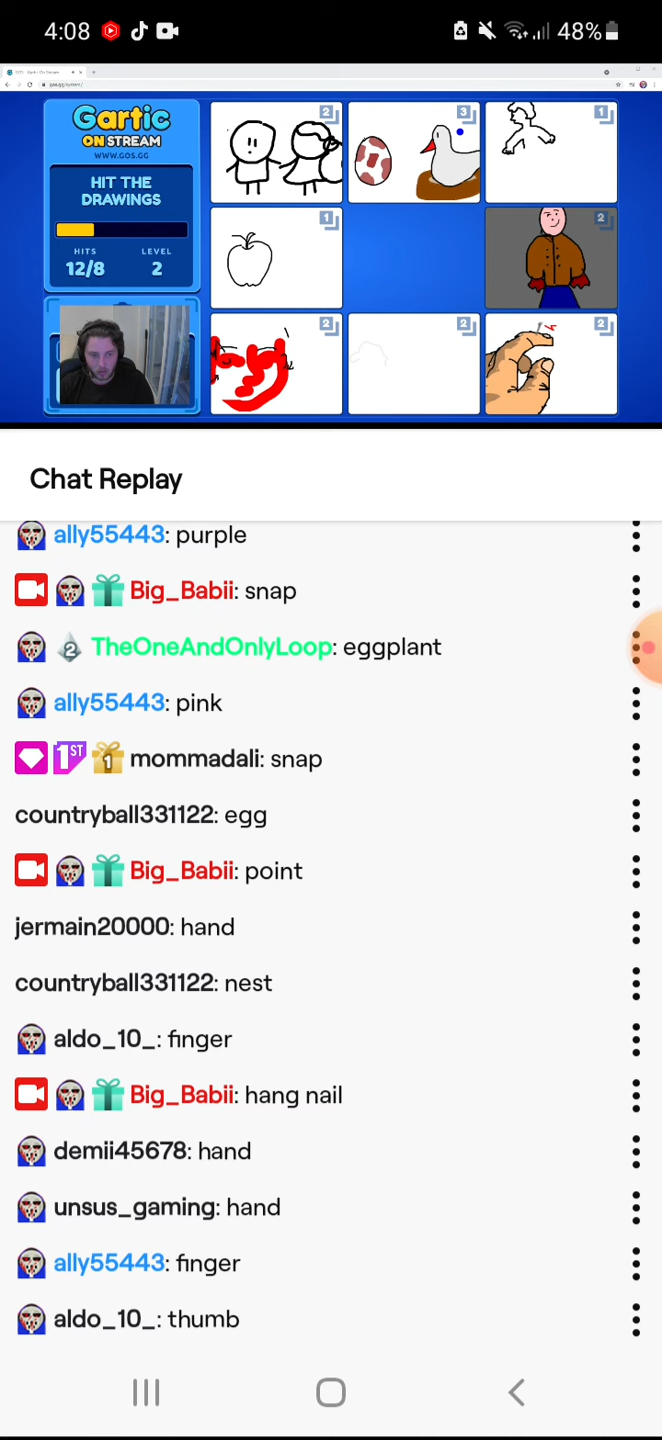 4:08
48%
Gartic
ON STREAM
WWW.GOS.GG
HIT THE
DRAWINGS
HITS LEVEL
12/8 2
2
3
1
1
2
2
2
2
Chat Replay
ally55443: purple
Big_Babii: snap
2 TheOneAndOnlyLoop: eggplant
ally55443: pink
1ST 1 mommadali: snap
countryball331122: egg
Big_Babii: point
jermain20000: hand
countryball331122: nest
aldo_10_: finger
Big_Babii: hang nail
demii45678: hand
unsus_gaming: hand
ally55443: finger
aldo_10_: thumb